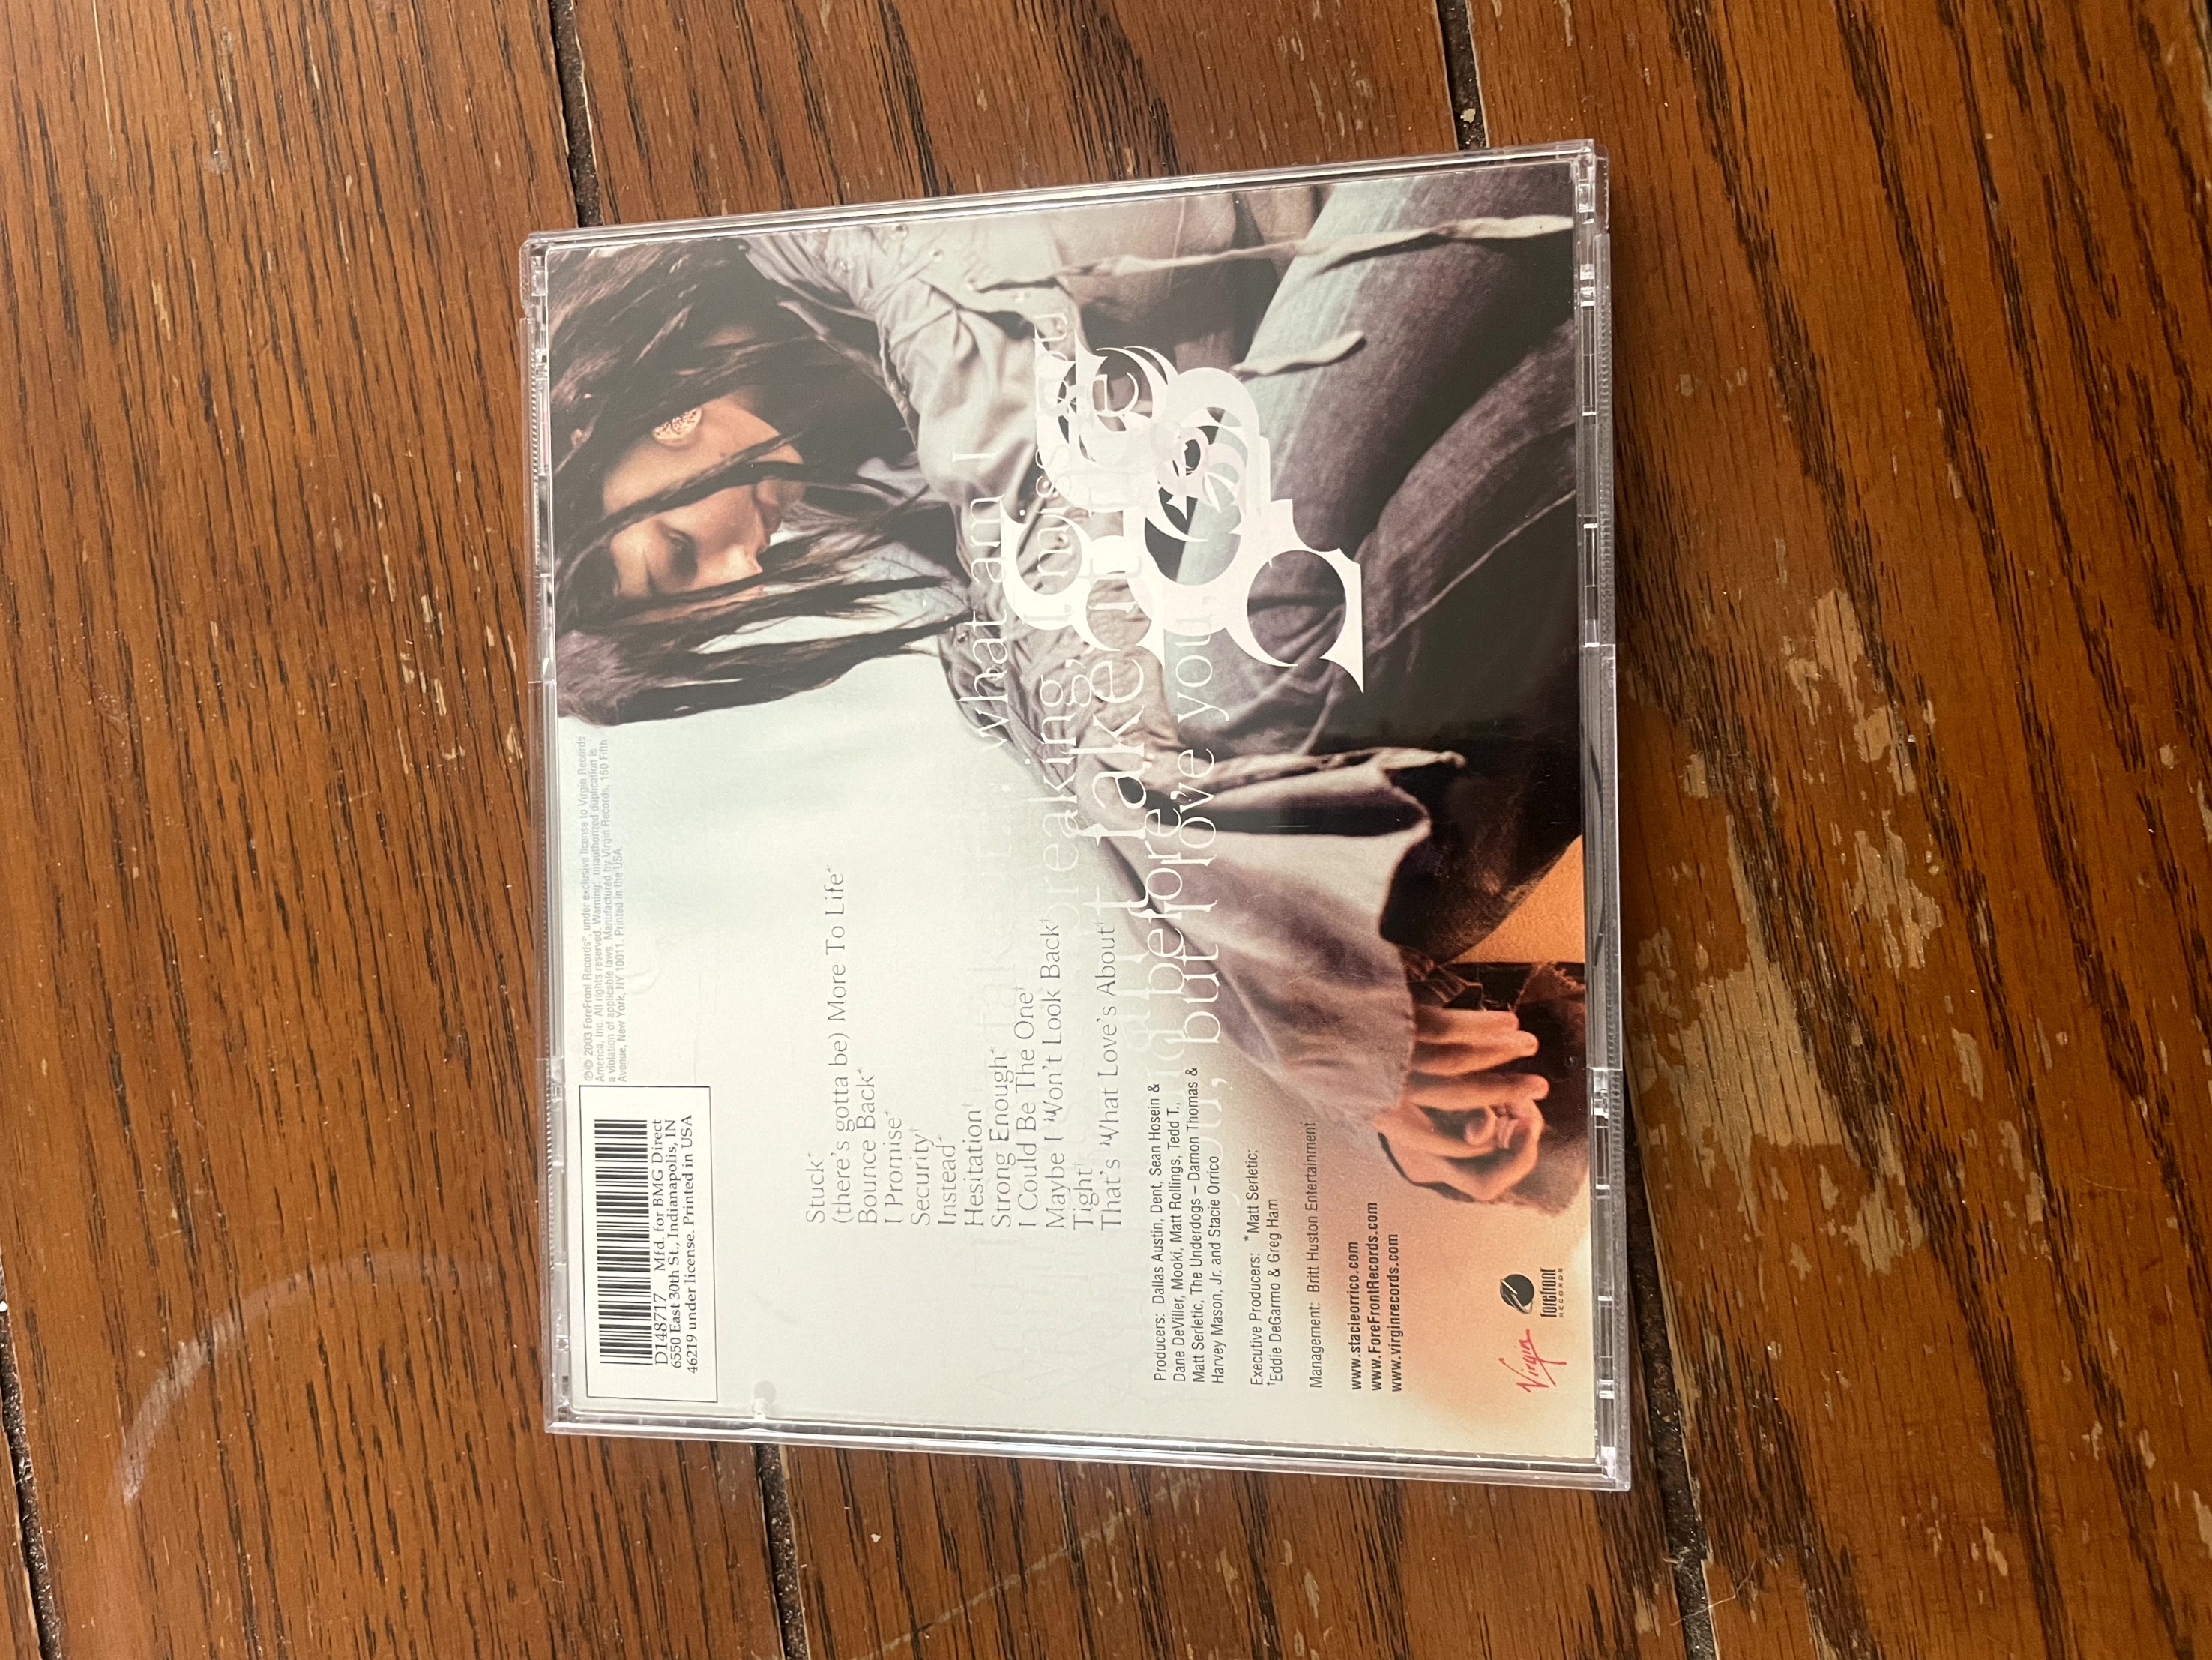 D148717 Mfd. for BMG Direct
6550 East 30th St., Indianapolis, IN
46219 under license. Printed in USA
℗© 2003 ForeFront Records®, under exclusive license to Virgin Records
America, Inc. All rights reserved. Warning: unauthorized duplication is
a violation of applicable laws. Manufactured by Virgin Records, 150 Fifth
Avenue, New York, NY 10011. Printed in the USA.
Stuck*
(there's gotta be) More To Life*
Bounce Back*
I Promise*
Security†
Instead*
Hesitation†
Strong Enough*
I Could Be The One†
Maybe I Won't Look Back†
Tight†
That's What Love's About†
what am I
breaking, I miss you
can't fake it like
before,
you, but I love you,
Producers: Dallas Austin, Dent, Sean Hosein &
Dane DeViller, Mooki, Matt Rollings, Tedd T.,
Matt Serletic, The Underdogs – Damon Thomas &
Harvey Mason, Jr. and Stacie Orrico
Executive Producers: *Matt Serletic;
†Eddie DeGarmo & Greg Ham
Management: Britt Huston Entertainment
www.stacieorrico.com
www.ForeFrontRecords.com
www.virginrecords.com
Virgin
forefront
RECORDS